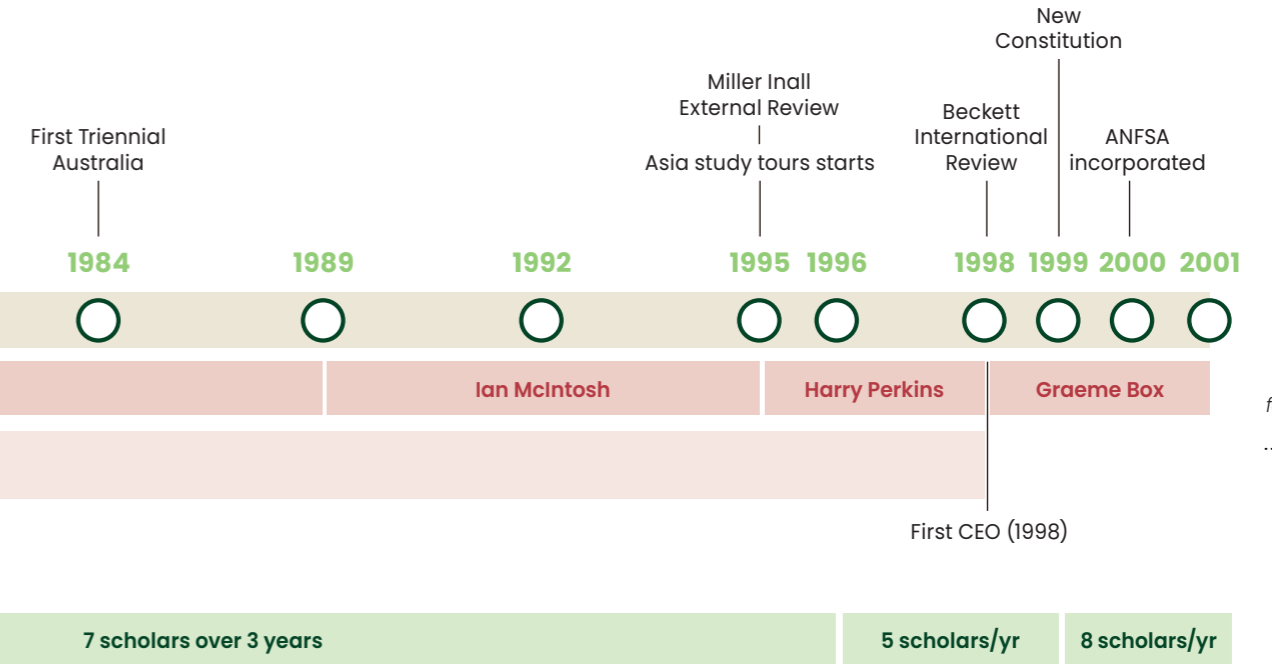 New
Constitution
Miller Inall
External Review
Beckett
International
Review
First Triennial
Australia
Asia study tours starts
ANFSA
incorporated
1984
1989
1992
1995
1996
1998
1999
2000
2001
Ian McIntosh
Harry Perkins
Graeme Box
First CEO (1998)
7 scholars over 3 years
5 scholars/yr
8 scholars/yr